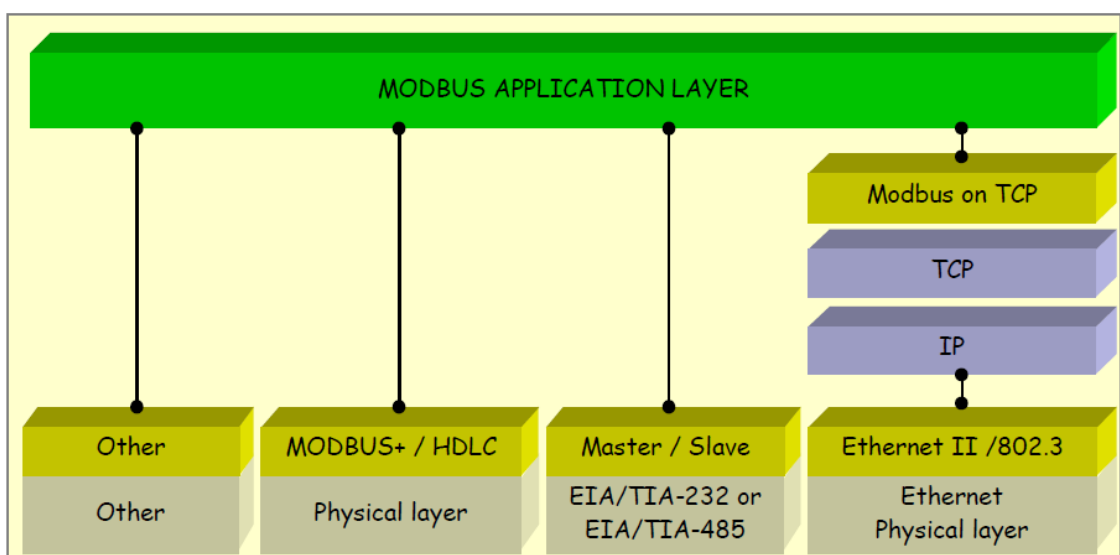 MODBUS APPLICATION LAYER
Modbus on TCP
TCP
IP
Other
MODBUS+ / HDLC
Master / Slave
Ethernet II /802.3
Other
Physical layer
EIA/TIA-232 or
EIA/TIA-485
Ethernet
Physical layer